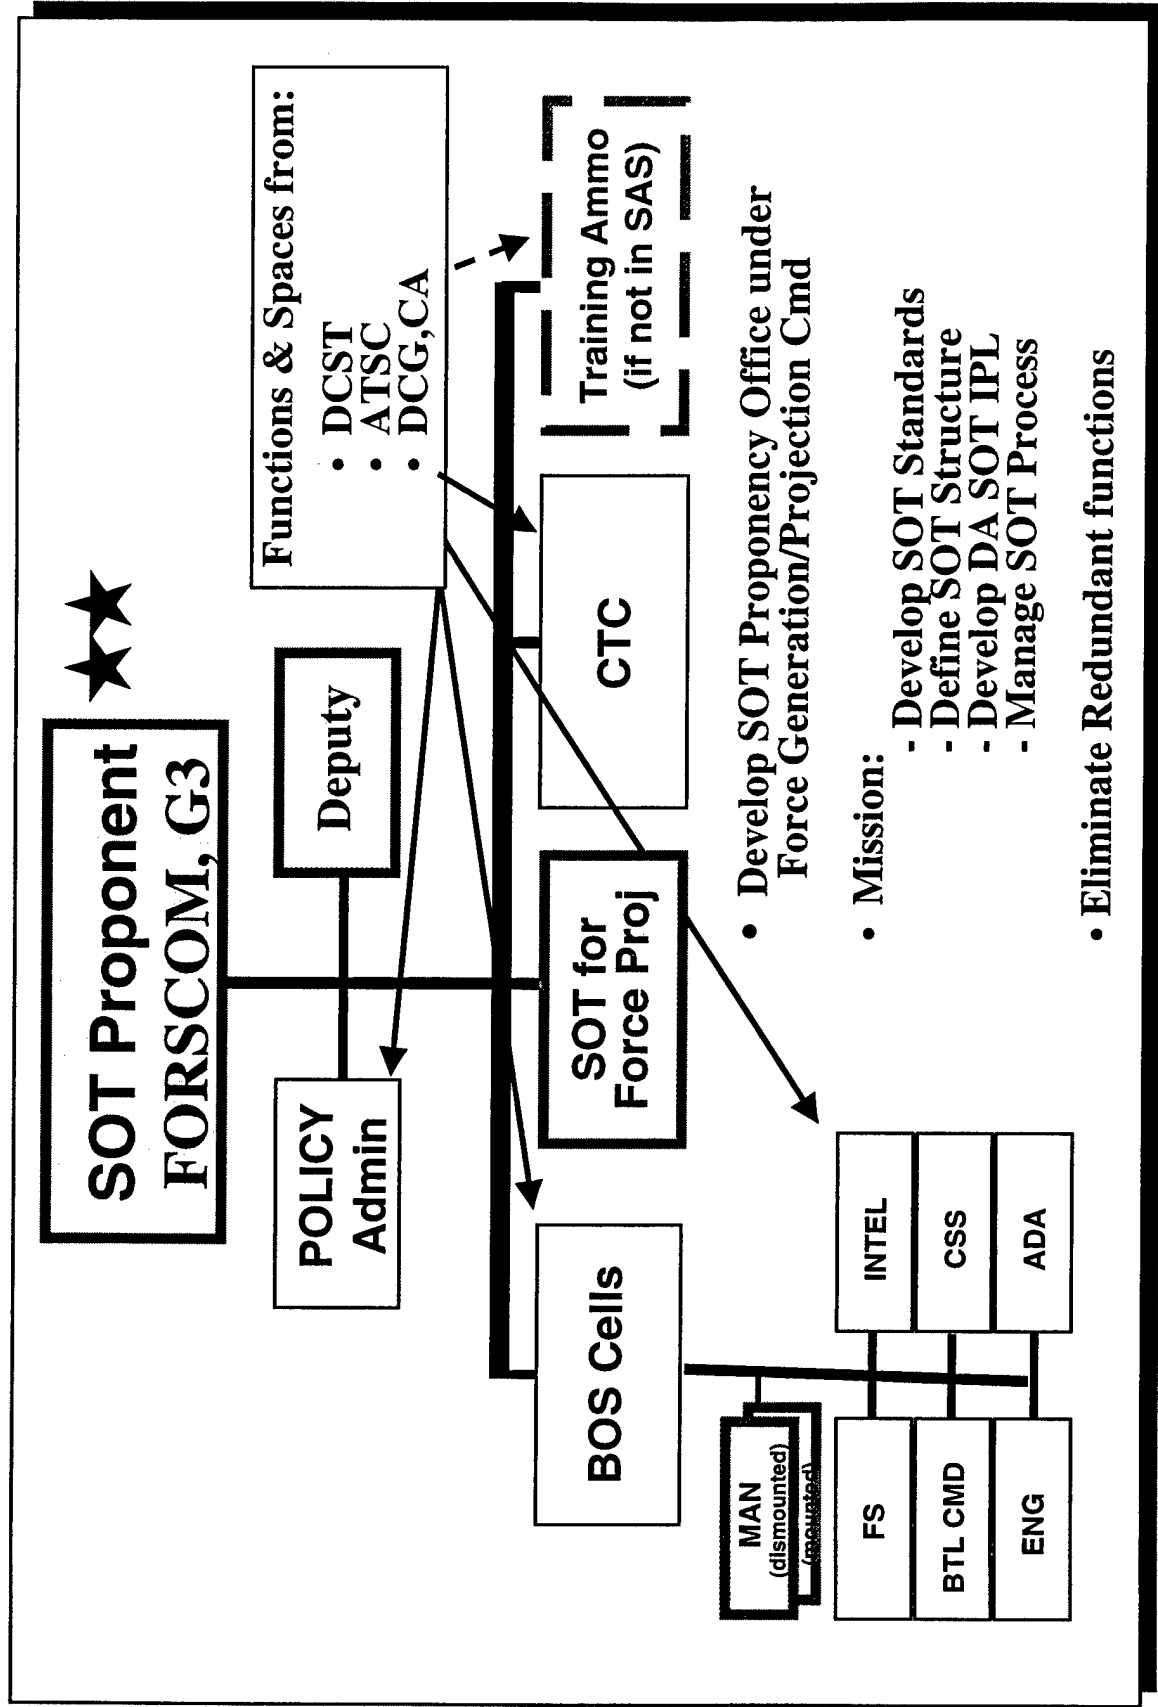 SOT Proponent
FORSCOM, G3
POLICY
Admin
Deputy
Functions & Spaces from:
• DCST
• ATSC
• DCG,CA
BOS Cells
SOT for
Force Proj
CTC
Training Ammo
(if not in SAS)
MAN
(dismounted)
(mounted)
FS
INTEL
BTL CMD
CSS
ENG
ADA
• Develop SOT Proponency Office under
Force Generation/Projection Cmd
• Mission:
- Develop SOT Standards
- Define SOT Structure
- Develop DA SOT IPL
- Manage SOT Process
• Eliminate Redundant functions